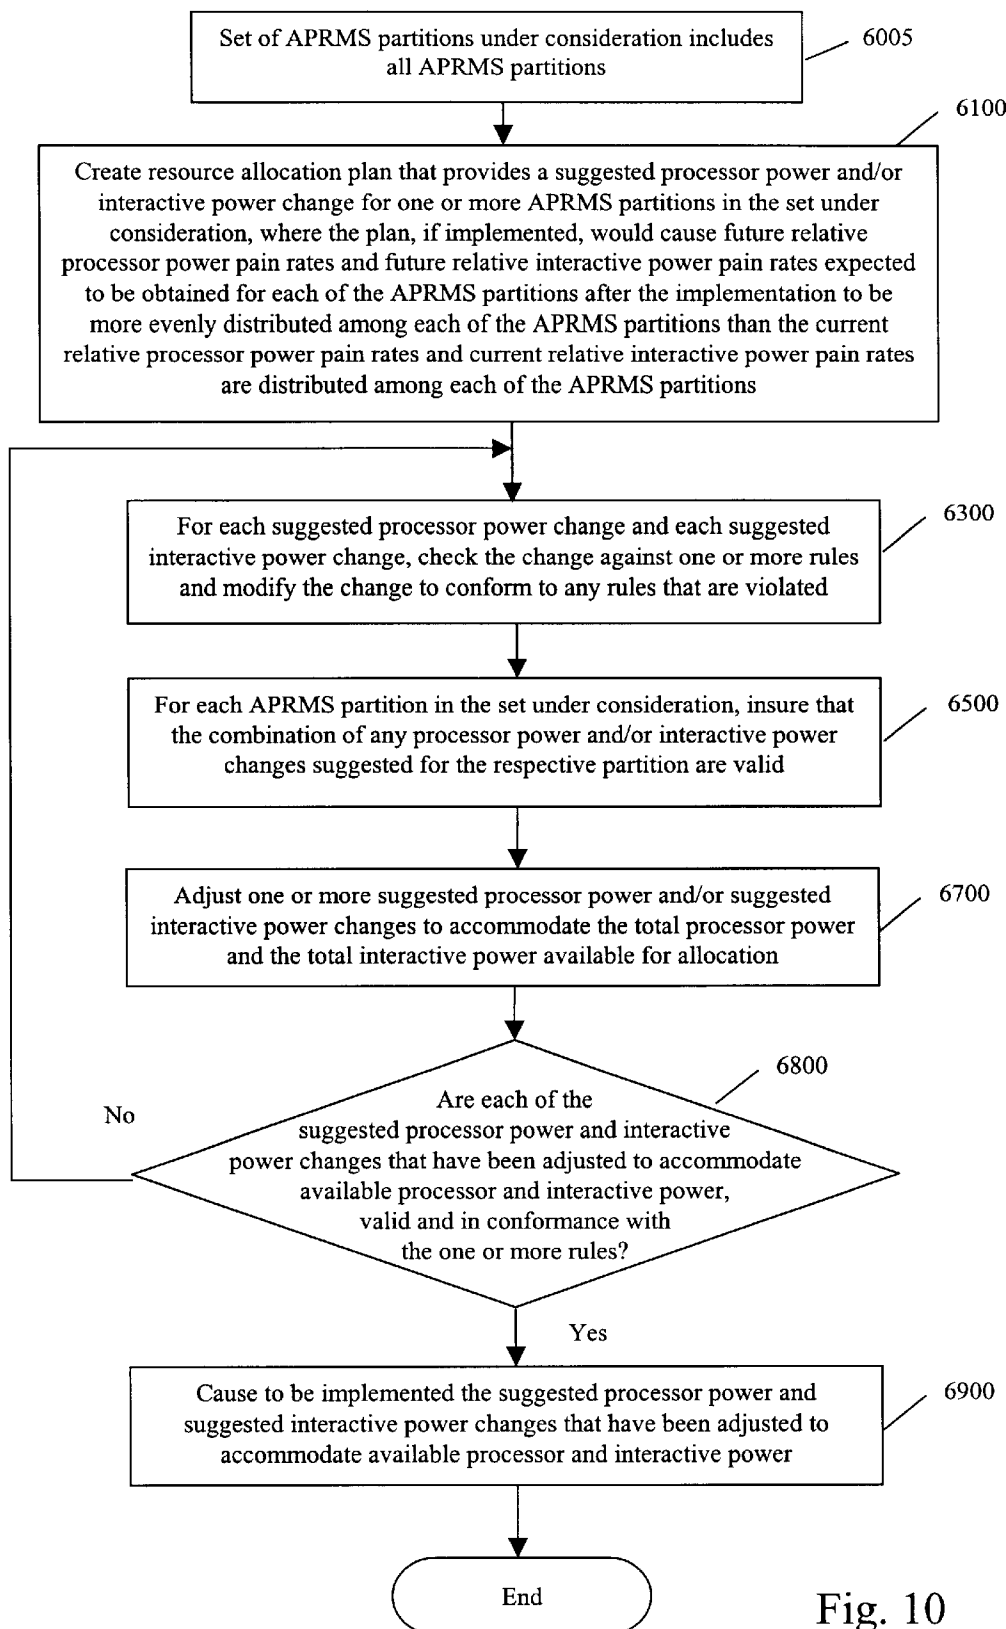 Set of APRMS partitions under consideration includes
all APRMS partitions
6005
6100
Create resource allocation plan that provides a suggested processor power and/or
interactive power change for one or more APRMS partitions in the set under
consideration, where the plan, if implemented, would cause future relative
processor power pain rates and future relative interactive power pain rates expected
to be obtained for each of the APRMS partitions after the implementation to be
more evenly distributed among each of the APRMS partitions than the current
relative processor power pain rates and current relative interactive power pain rates
are distributed among each of the APRMS partitions
6300
For each suggested processor power change and each suggested
interactive power change, check the change against one or more rules
and modify the change to conform to any rules that are violated
6500
For each APRMS partition in the set under consideration, insure that
the combination of any processor power and/or interactive power
changes suggested for the respective partition are valid
6700
Adjust one or more suggested processor power and/or suggested
interactive power changes to accommodate the total processor power
and the total interactive power available for allocation
6800
No
Are each of the
suggested processor power and interactive
power changes that have been adjusted to accommodate
available processor and interactive power,
valid and in conformance with
the one or more rules?
Yes
6900
Cause to be implemented the suggested processor power and
suggested interactive power changes that have been adjusted to
accommodate available processor and interactive power
End
Fig. 10